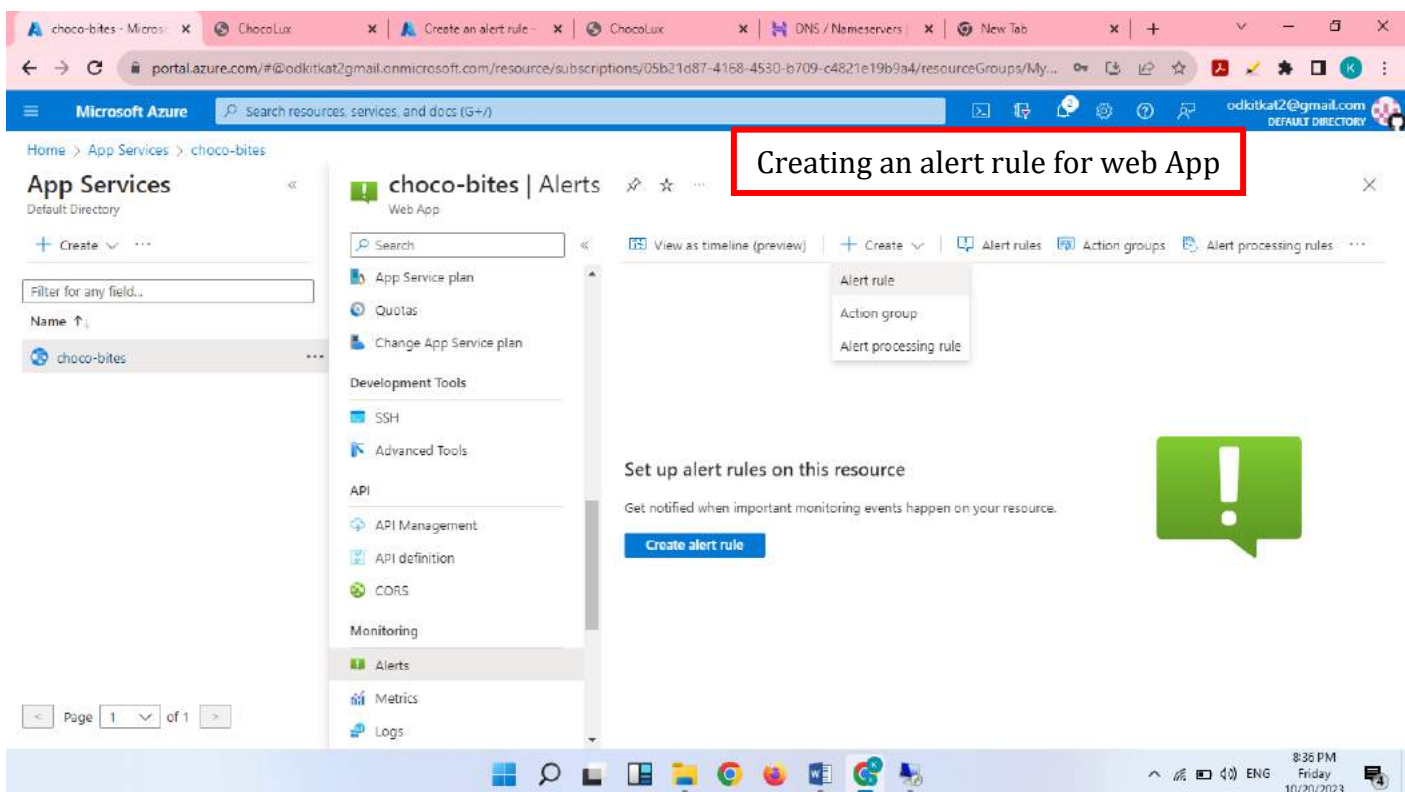 choco-bites - Micros
ChocoLux
Create an alert rule -
ChocoLux
DNS / Nameservers
New Tab
portal.azure.com/#@odkitkat2gmail.onmicrosoft.com/resource/subscriptions/05b21d87-4168-4530-b709-c4821e19b9a4/resourceGroups/My...
K
Microsoft Azure
Search resources, services, and docs (G+/)
2
odkitkat2@gmail.com
DEFAULT DIRECTORY
Home > App Services > choco-bites
Creating an alert rule for web App
App Services
Default Directory
choco-bites | Alerts
Web App
+ Create
Search
View as timeline (preview)
+ Create
Alert rules
Action groups
Alert processing rules
Filter for any field...
Name ↑↓
choco-bites
App Service plan
Quotas
Change App Service plan
Development Tools
SSH
Advanced Tools
API
API Management
API definition
CORS
Monitoring
Alerts
Metrics
Logs
Alert rule
Action group
Alert processing rule
Set up alert rules on this resource
Get notified when important monitoring events happen on your resource.
Create alert rule
< Page 1 of 1 >
ENG
8:36 PM
Friday
10/20/2023
4